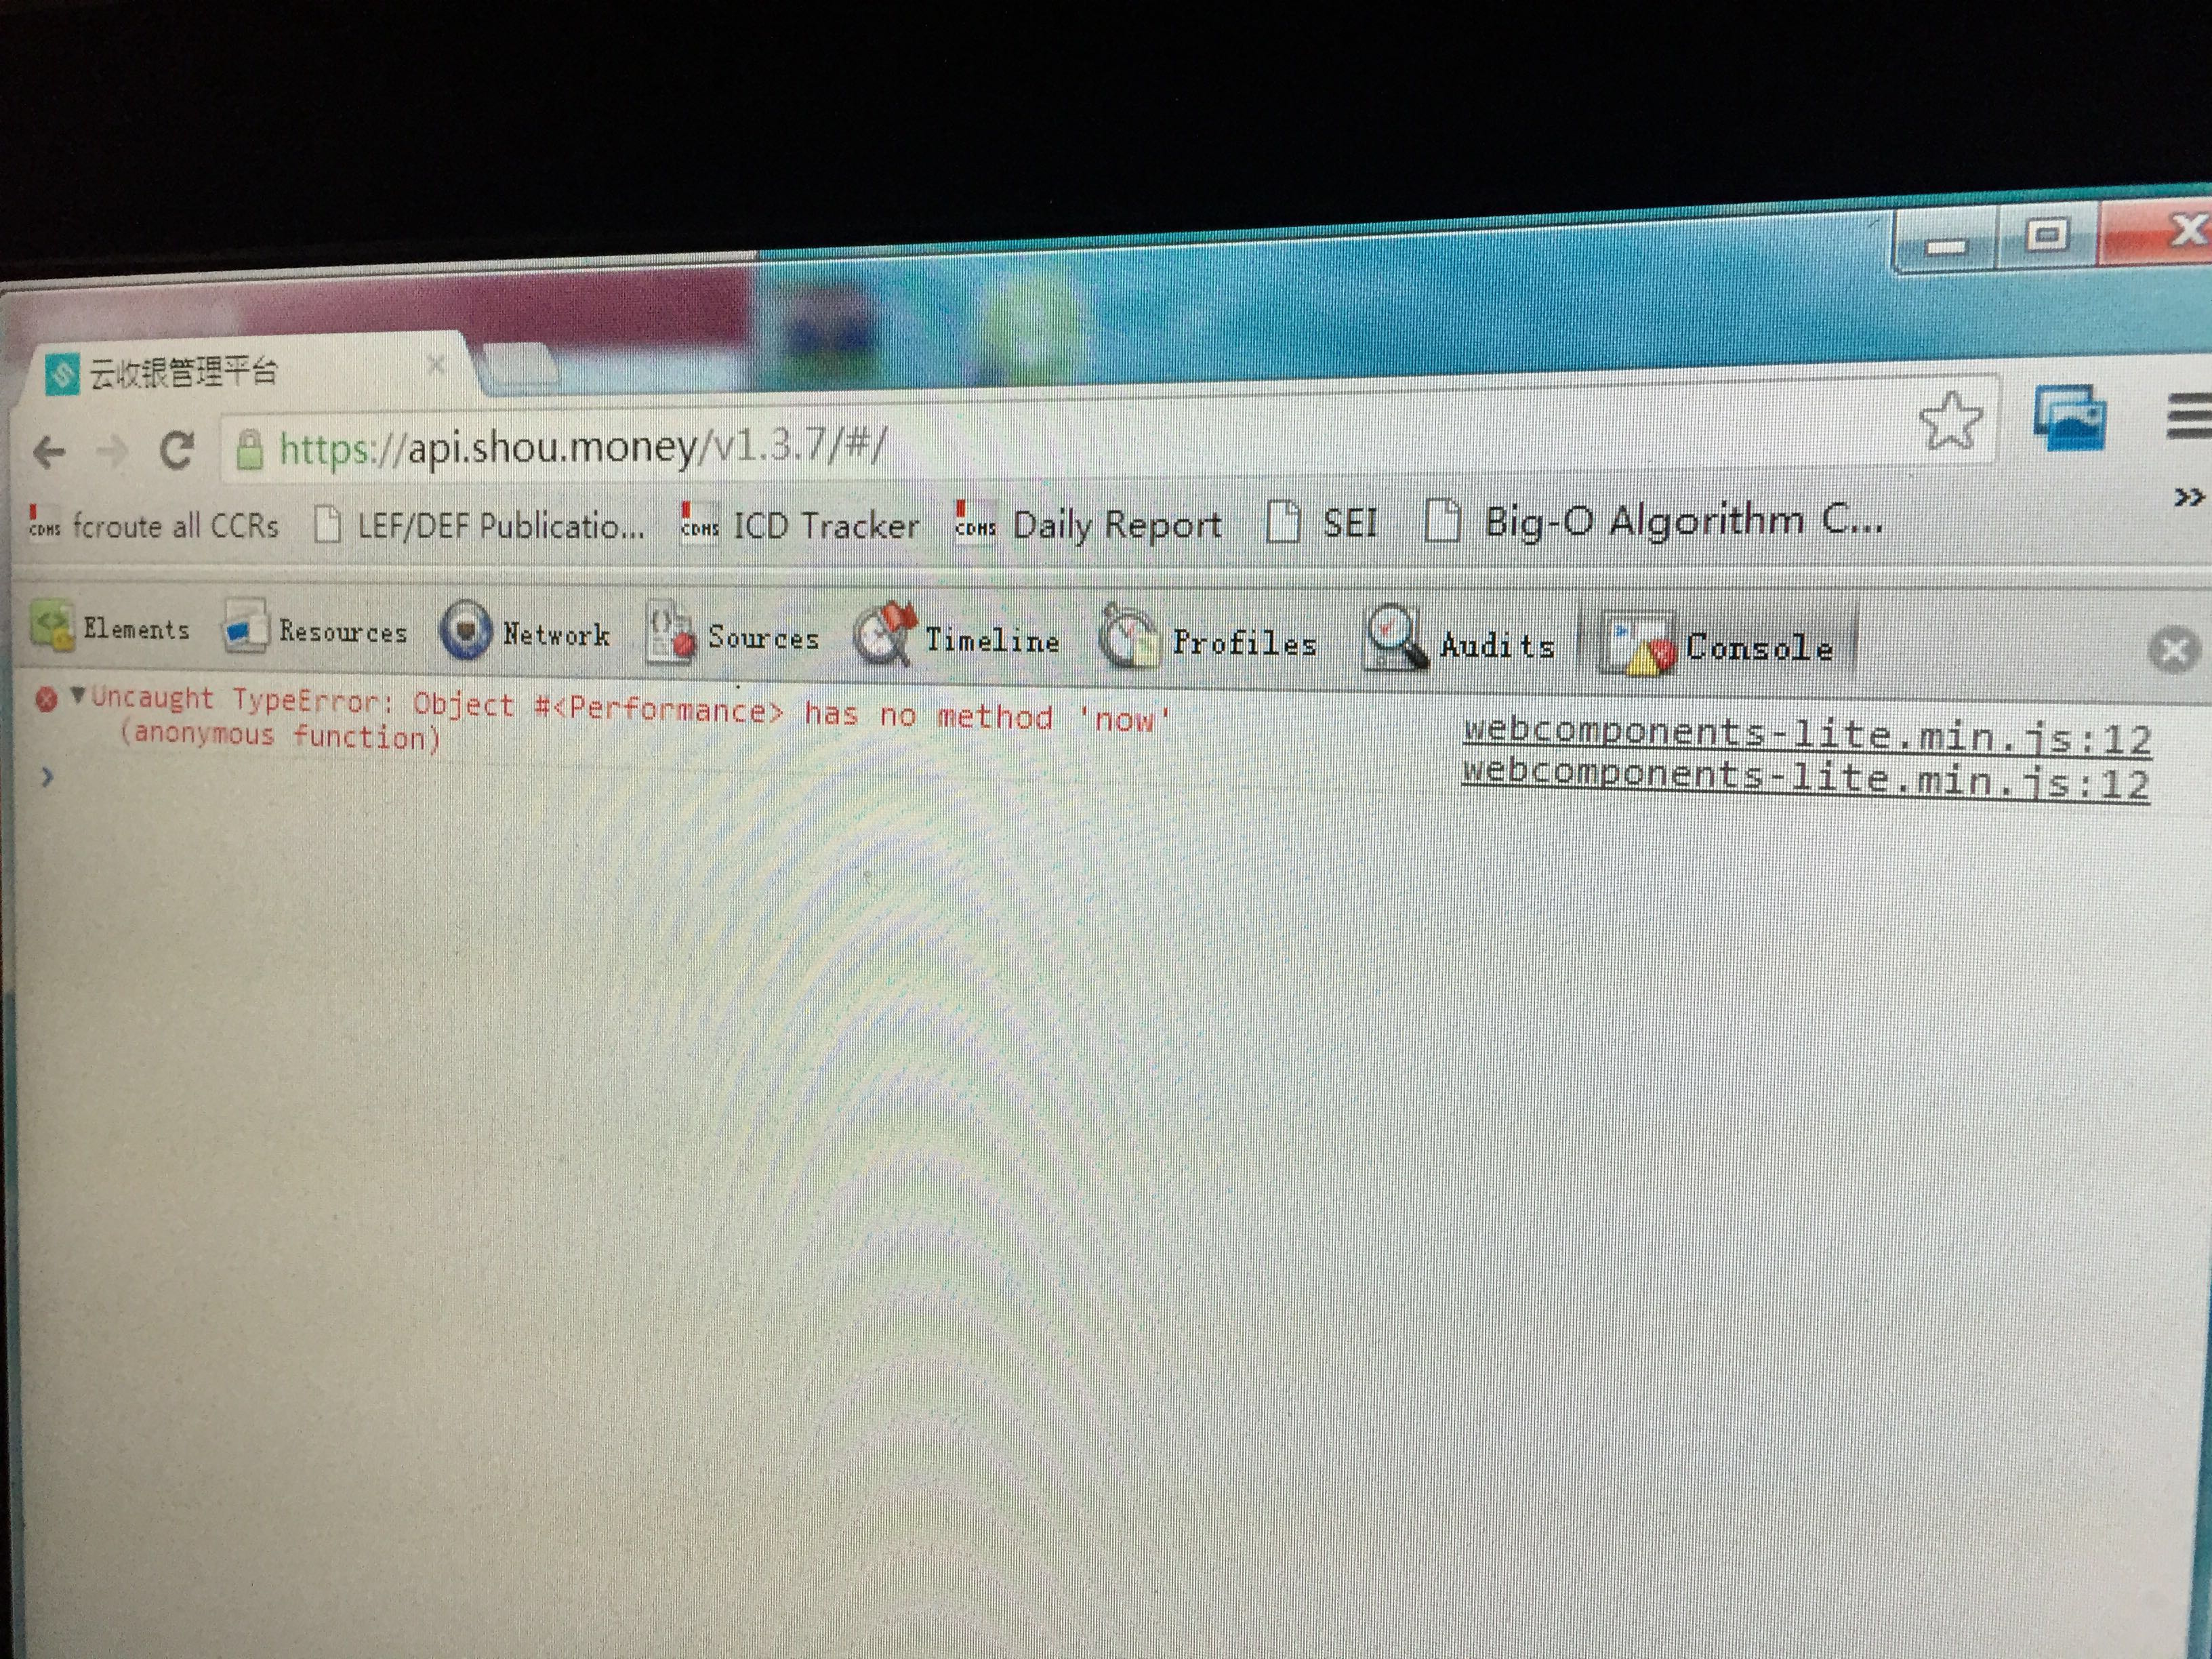 云收银管理平台
https://api.shou.money/v1.3.7/#/
CDMS fcroute all CCRs LEF/DEF Publicatio... CDMS ICD Tracker CDMS Daily Report SEI Big-O Algorithm C... »
Elements Resources Network Sources Timeline Profiles Audits Console
Uncaught TypeError: Object #<Performance> has no method 'now' webcomponents-lite.min.js:12
(anonymous function) webcomponents-lite.min.js:12